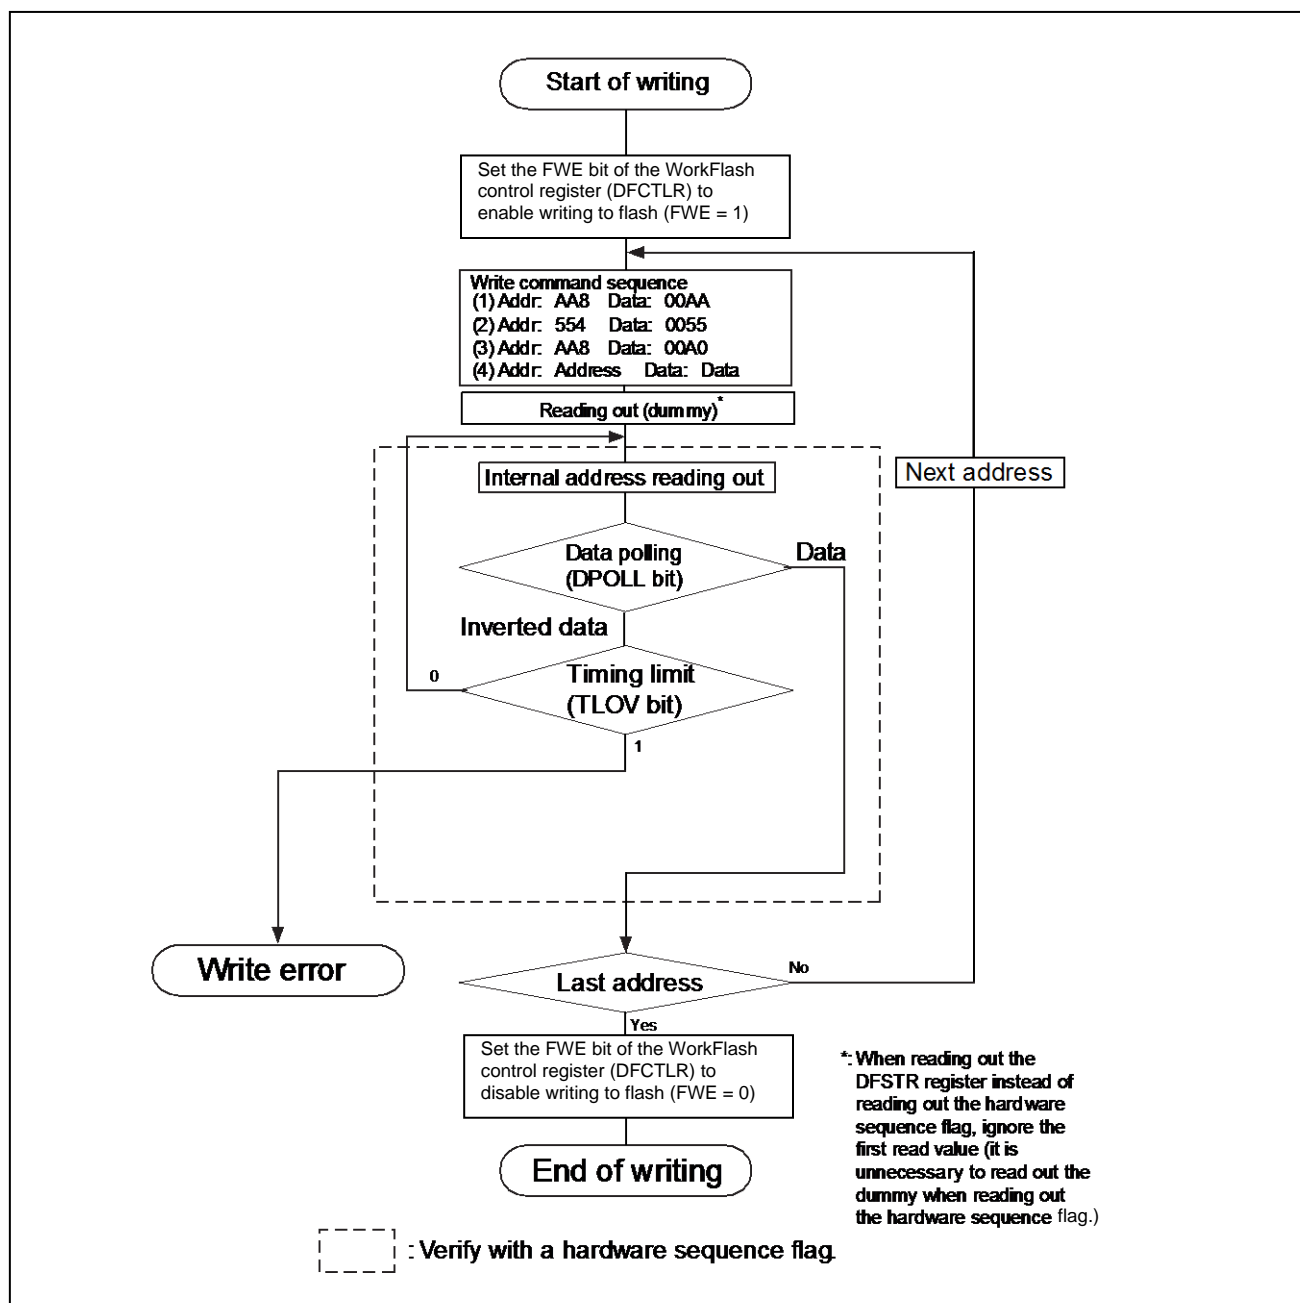 Start of writing
Set the FWE bit of the WorkFlash
control register (DFCTLR) to
enable writing to flash (FWE = 1)
Write command sequence
(1) Addr: AA8 Data: 00AA
(2) Addr: 554 Data: 0055
(3) Addr: AA8 Data: 00A0
(4) Addr: Address Data: Data
Reading out (dummy)*
Internal address reading out
Next address
Data polling
(DPOLL bit)
Data
Inverted data
Timing limit
(TLOV bit)
0
1
Write error
Last address
No
Yes
Set the FWE bit of the WorkFlash
control register (DFCTLR) to
disable writing to flash (FWE = 0)
End of writing
*: When reading out the
DFSTR register instead of
reading out the hardware
sequence flag, ignore the
first read value (it is
unnecessary to read out the
dummy when reading out
the hardware sequence flag.)
: Verify with a hardware sequence flag.